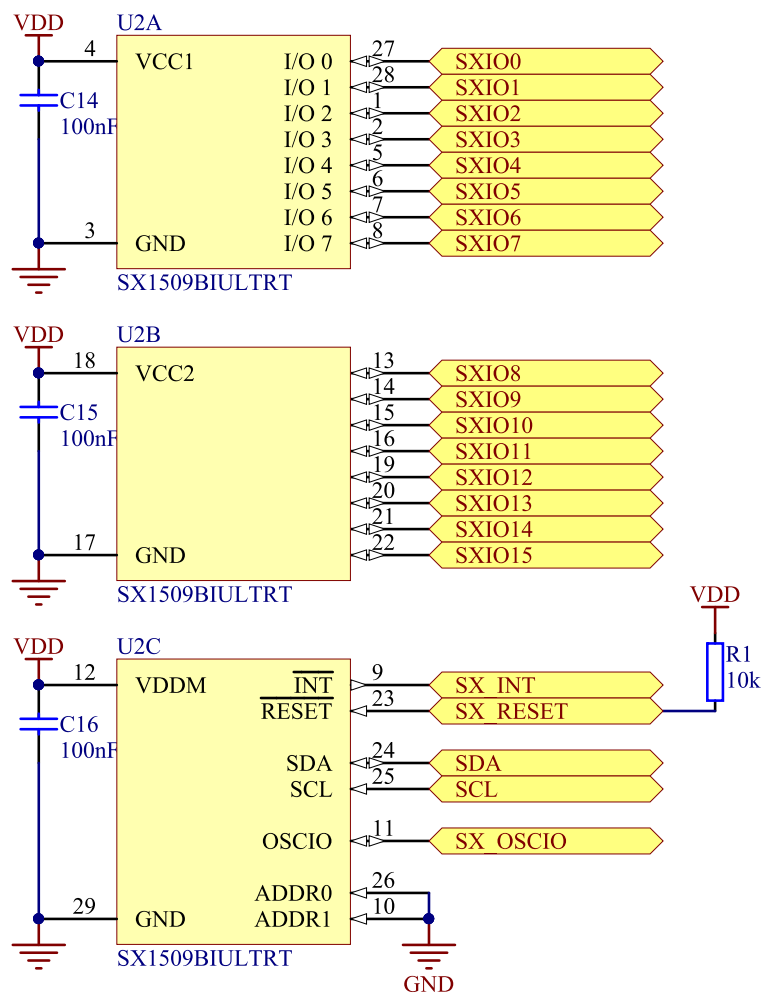 VDD
U2A
4 VCC1 I/O 0 27 SXIO0
I/O 1 28 SXIO1
C14
100nF
I/O 2 1 SXIO2
I/O 3 2 SXIO3
I/O 4 5 SXIO4
I/O 5 6 SXIO5
I/O 6 7 SXIO6
3 GND I/O 7 8 SXIO7
SX1509BIULTRT
VDD
U2B
18 VCC2 13 SXIO8
14 SXIO9
C15
100nF
15 SXIO10
16 SXIO11
19 SXIO12
20 SXIO13
21 SXIO14
17 GND 22 SXIO15
SX1509BIULTRT
VDD
R1
10k
VDD
U2C
12 VDDM INT 9 SX_INT
RESET 23 SX_RESET
C16
100nF
SDA 24 SDA
SCL 25 SCL
OSCIO 11 SX_OSCIO
ADDR0 26
29 GND ADDR1 10
SX1509BIULTRT
GND